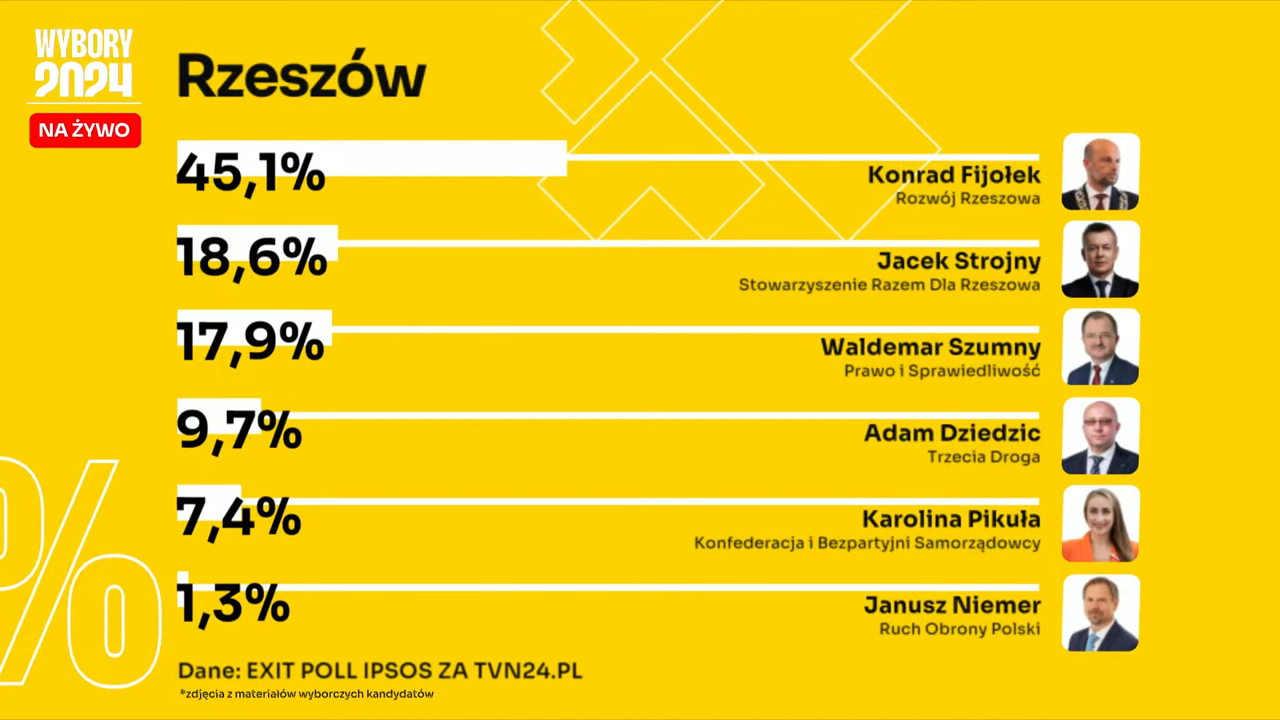 WYBORY
2024
NA ŻYWO
Rzeszów
45,1%
Konrad Fijołek
Rozwój Rzeszowa
18,6%
Jacek Strojny
Stowarzyszenie Razem Dla Rzeszowa
17,9%
Waldemar Szumny
Prawo i Sprawiedliwość
9,7%
Adam Dziedzic
Trzecia Droga
7,4%
Karolina Pikuła
Konfederacja i Bezpartyjni Samorządowcy
1,3%
Janusz Niemer
Ruch Obrony Polski
%
Dane: EXIT POLL IPSOS ZA TVN24.PL
*zdjęcia z materiałów wyborczych kandydatów